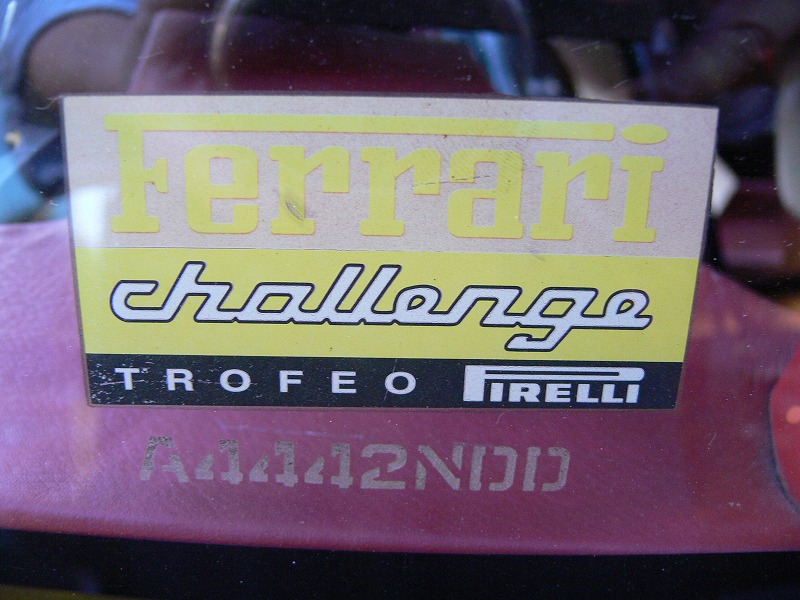 Ferrari
challenge
TROFEO PIRELLI
A4442NDD